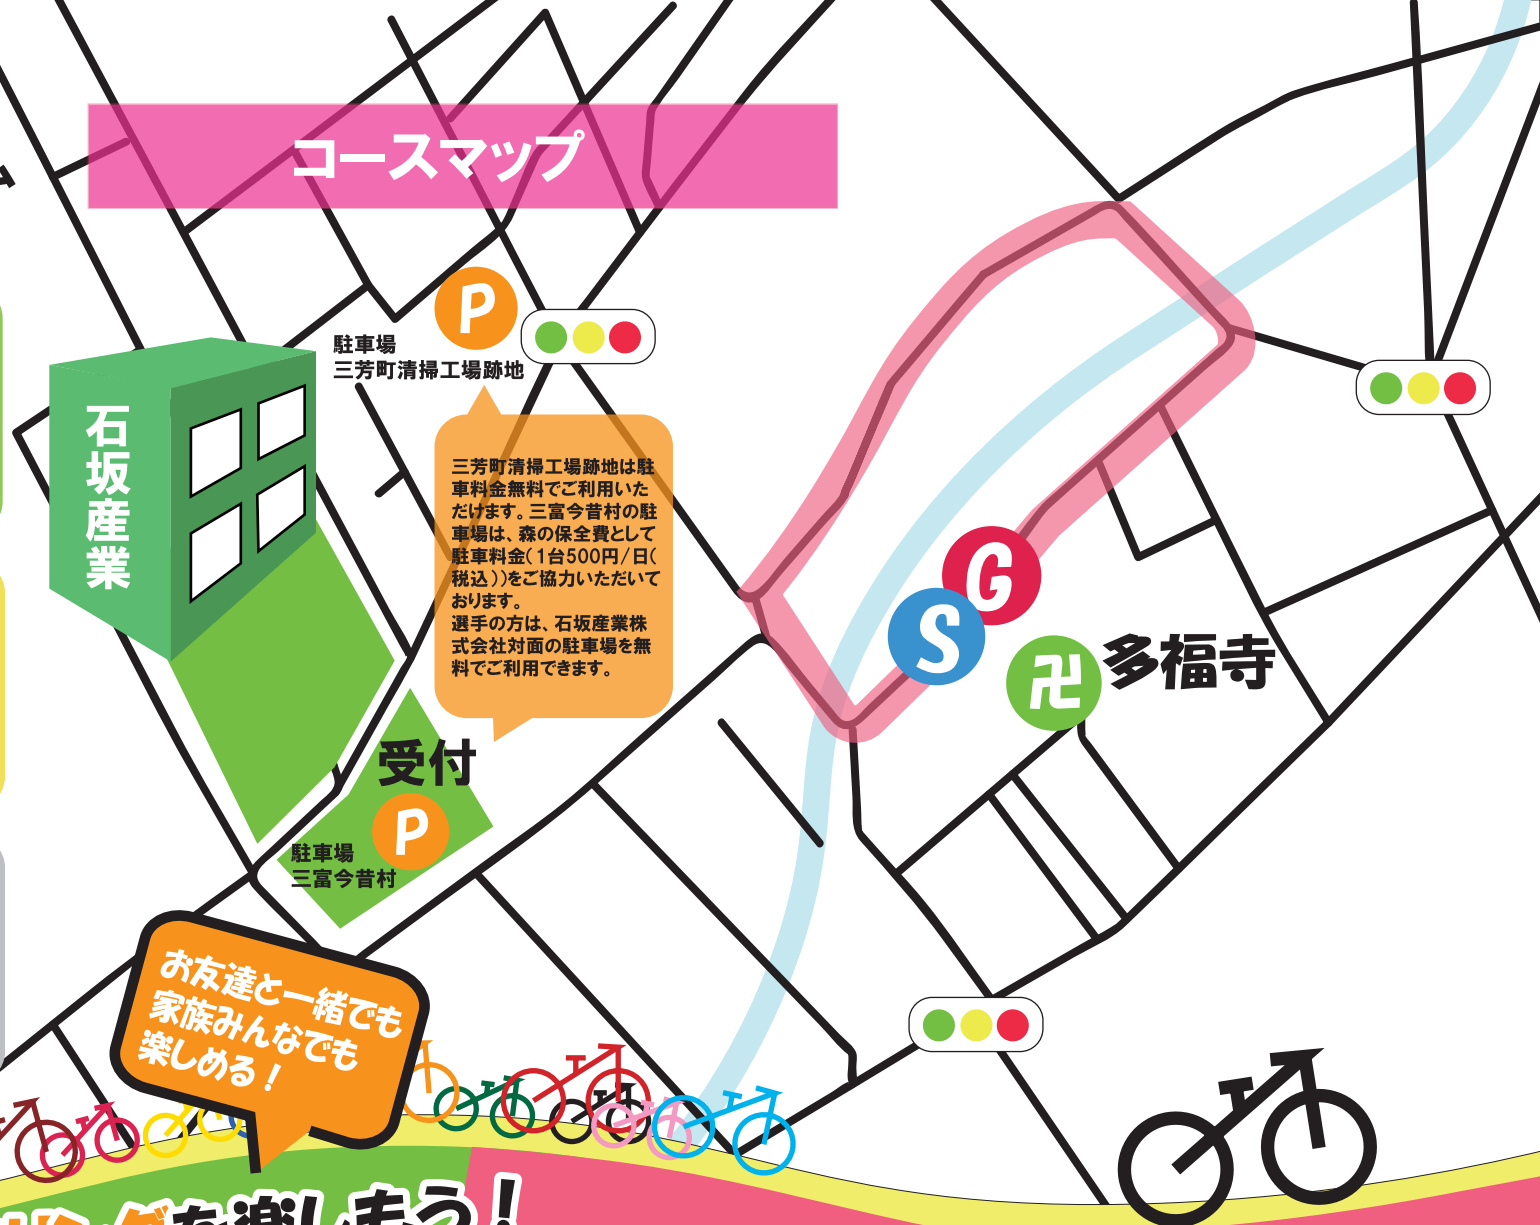 コースマップ
P
駐車場
三芳町清掃工場跡地
石坂産業
三芳町清掃工場跡地は駐
車料金無料でご利用いた
だけます。三富今昔村の駐
車場は、森の保全費として
駐車料金(1台500円/日(
税込))をご協力いただいて
おります。
選手の方は、石坂産業株
式会社対面の駐車場を無
料でご利用できます。
G
S
卍
多福寺
受付
P
駐車場
三富今昔村
お友達と一緒でも
家族みんなでも
楽しめる!
を楽しもう!